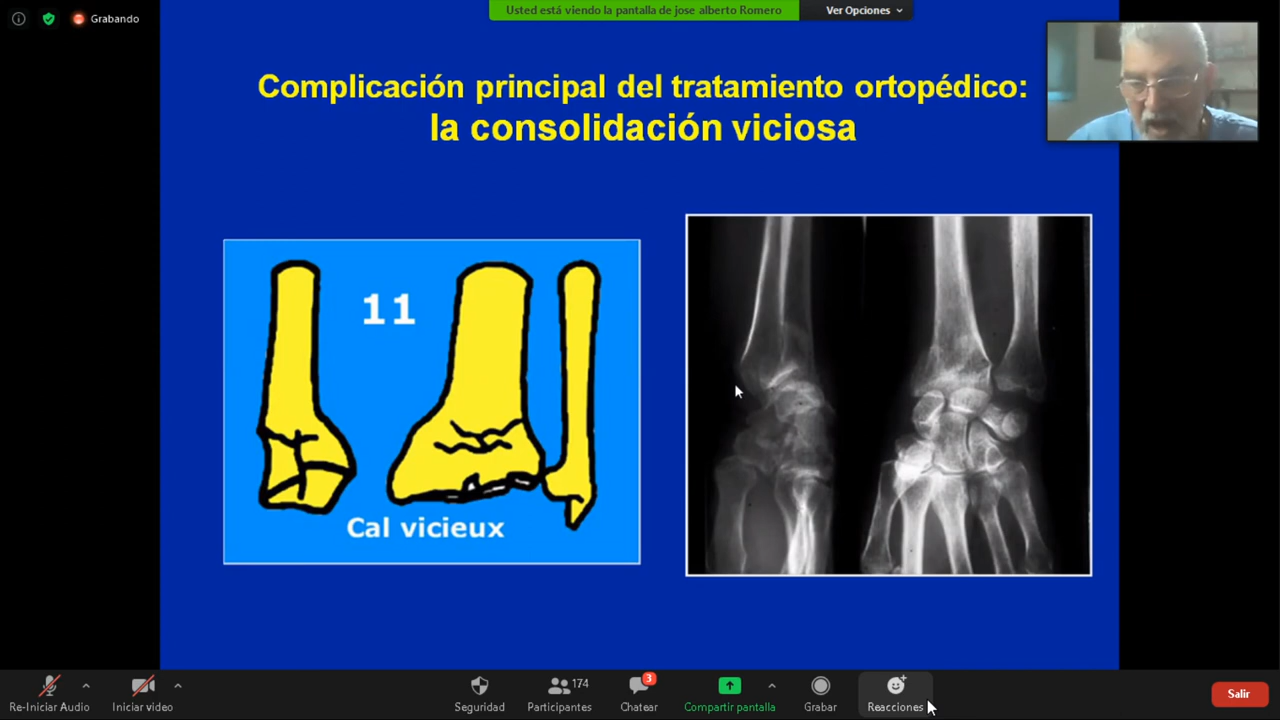 Grabando
Usted está viendo la pantalla de jose alberto Romero
Ver Opciones
Complicación principal del tratamiento ortopédico:
la consolidación viciosa
11
Cal vicieux
Re-Iniciar Audio
Iniciar video
Seguridad
174
Participantes
3
Chatear
Compartir pantalla
Grabar
Reacciones
Salir